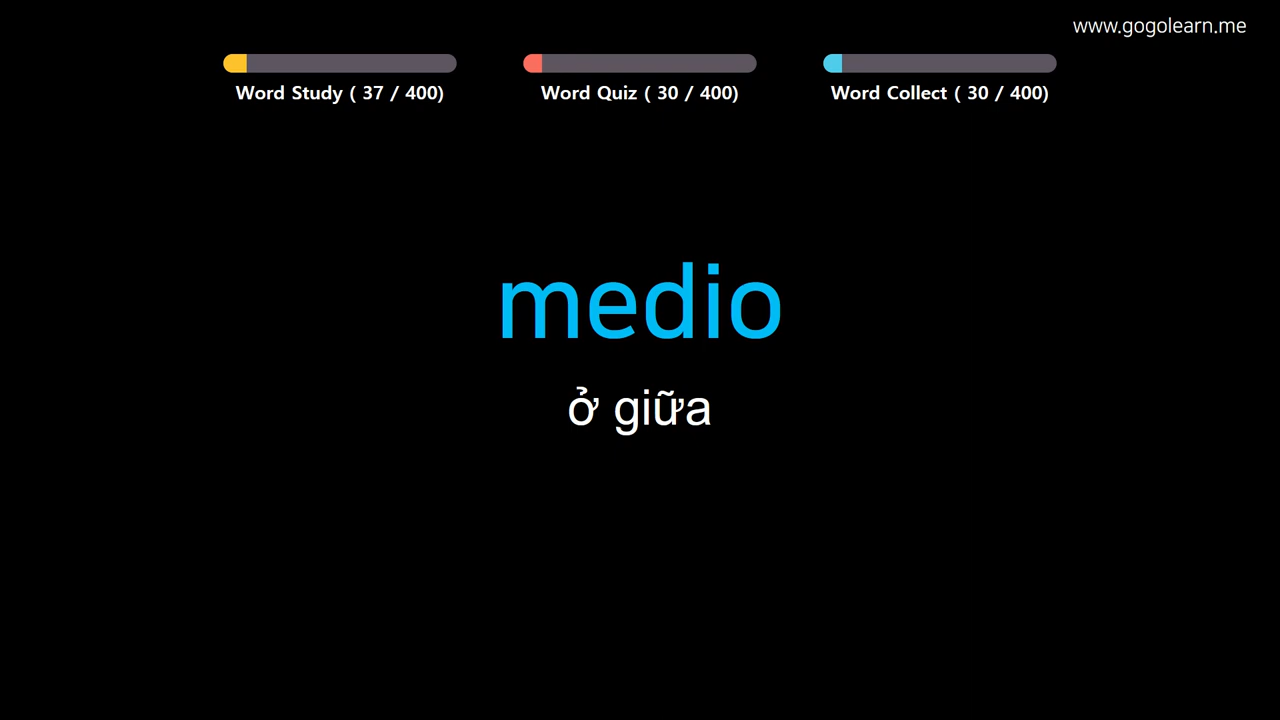 www.gogolearn.me
Word Study ( 37 / 400)
Word Quiz ( 30 / 400)
Word Collect ( 30 / 400)
medio
ở giữa